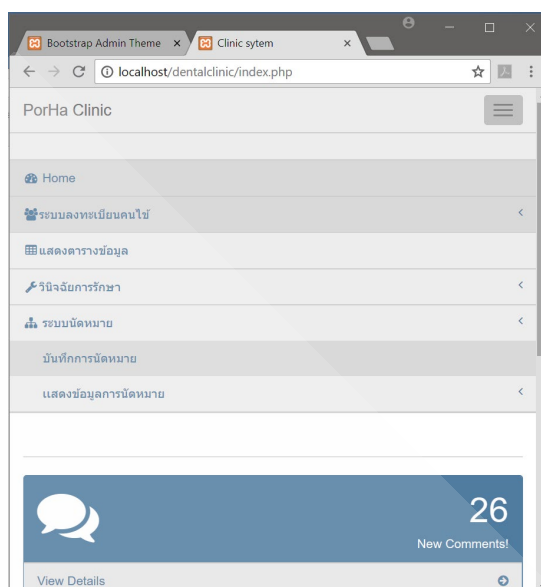 Bootstrap Admin Theme
Clinic sytem
localhost/dentalclinic/index.php
PorHa Clinic
Home
ระบบลงทะเบียนคนไข้
แสดงตารางข้อมูล
วินิจฉัยการรักษา
ระบบนัดหมาย
บันทึกการนัดหมาย
แสดงข้อมูลการนัดหมาย
26
New Comments!
View Details